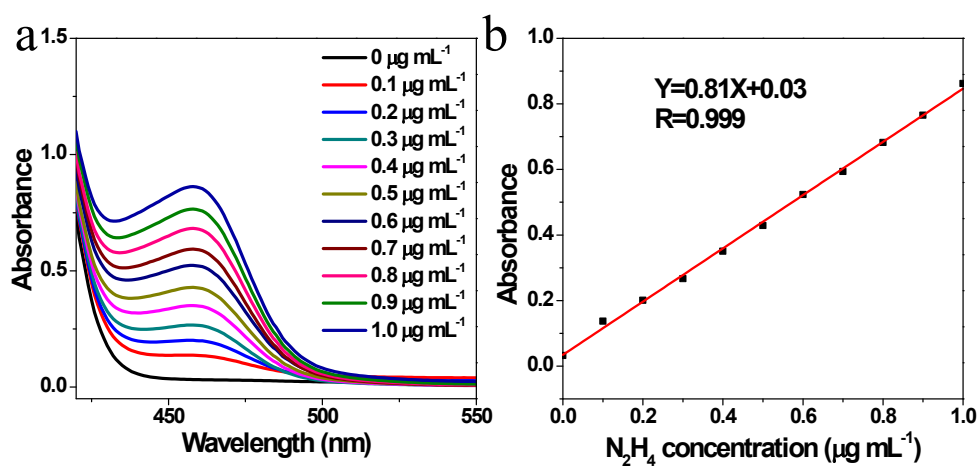 a
1.5
1.0
0.5
0.0
Absorbance
450
500
550
Wavelength (nm)
0 μg mL⁻¹
0.1 μg mL⁻¹
0.2 μg mL⁻¹
0.3 μg mL⁻¹
0.4 μg mL⁻¹
0.5 μg mL⁻¹
0.6 μg mL⁻¹
0.7 μg mL⁻¹
0.8 μg mL⁻¹
0.9 μg mL⁻¹
1.0 μg mL⁻¹
b
1.0
0.8
0.6
0.4
0.2
0.0
Absorbance
Y=0.81X+0.03
R=0.999
0.0
0.2
0.4
0.6
0.8
1.0
N₂H₄ concentration (μg mL⁻¹)